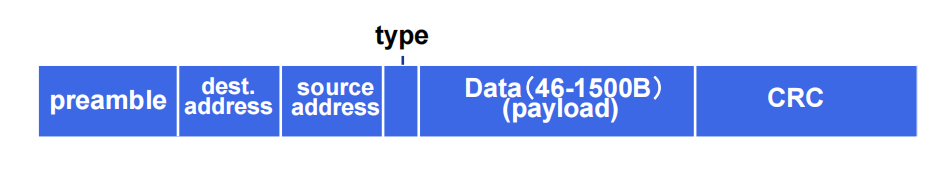 type
preamble
dest.
address
source
address
Data（46-1500B）
(payload)
CRC